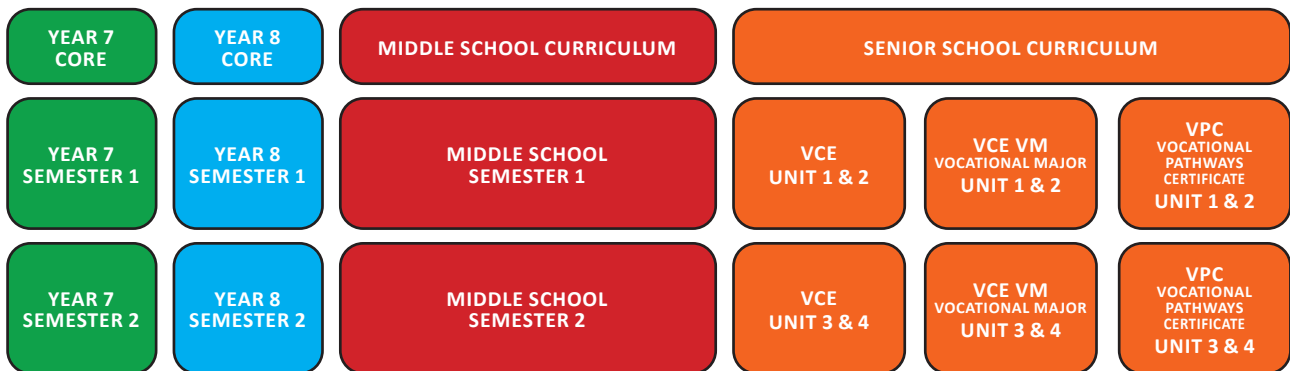 YEAR 7
CORE
YEAR 8
CORE
MIDDLE SCHOOL CURRICULUM
SENIOR SCHOOL CURRICULUM
YEAR 7
SEMESTER 1
YEAR 8
SEMESTER 1
MIDDLE SCHOOL
SEMESTER 1
VCE
UNIT 1 & 2
VCE VM
VOCATIONAL MAJOR
UNIT 1 & 2
VPC
VOCATIONAL
PATHWAYS
CERTIFICATE
UNIT 1 & 2
YEAR 7
SEMESTER 2
YEAR 8
SEMESTER 2
MIDDLE SCHOOL
SEMESTER 2
VCE
UNIT 3 & 4
VCE VM
VOCATIONAL MAJOR
UNIT 3 & 4
VPC
VOCATIONAL
PATHWAYS
CERTIFICATE
UNIT 3 & 4